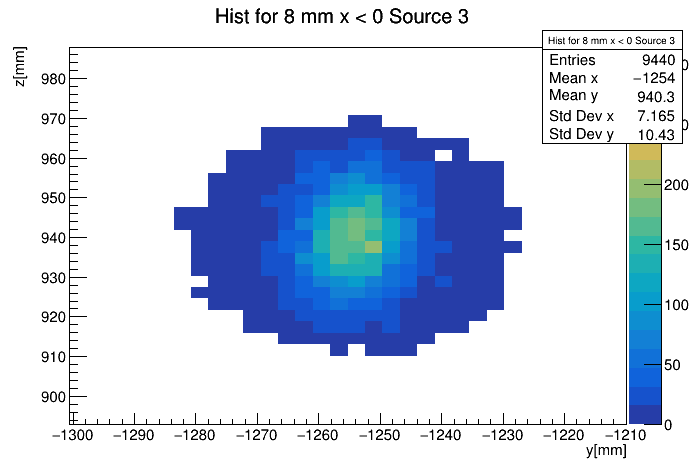 Hist for 8 mm x < 0 Source 3
Hist for 8 mm x < 0 Source 3
Entries 9440
Mean x −1254
Mean y 940.3
Std Dev x 7.165
Std Dev y 10.43
z[mm]
980
970
960
950
940
930
920
910
900
0
0
200
150
100
50
0
−1300 −1290 −1280 −1270 −1260 −1250 −1240 −1230 −1220 −1210
y[mm]